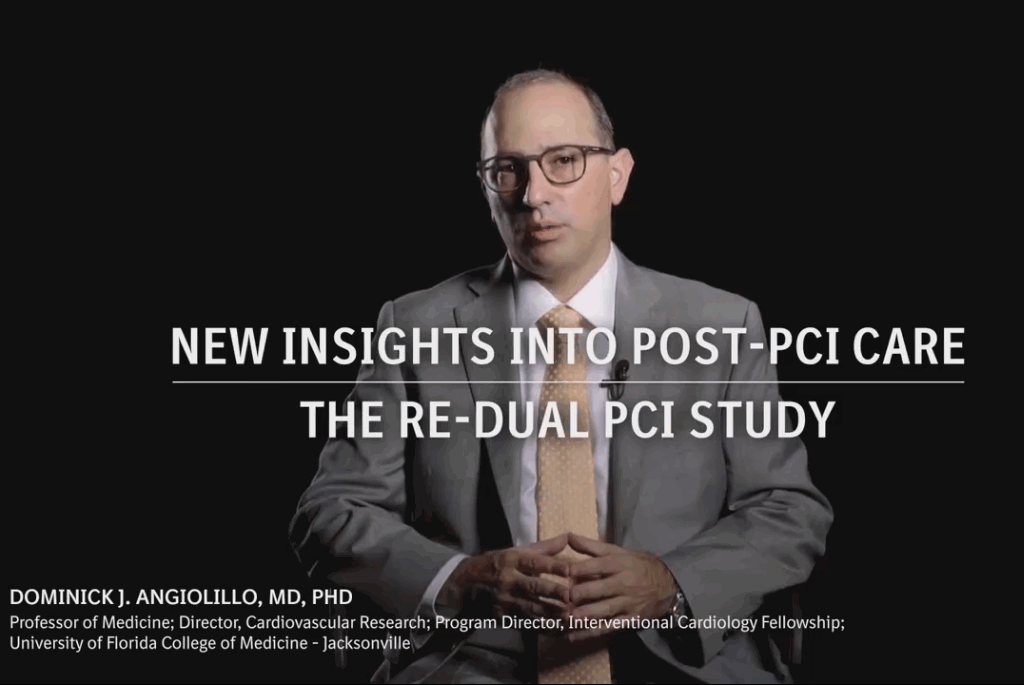 NEW INSIGHTS INTO POST-PCI CARE
THE RE-DUAL PCI STUDY
DOMINICK J. ANGIOLILLO, MD, PHD
Professor of Medicine; Director, Cardiovascular Research; Program Director, Interventional Cardiology Fellowship;
University of Florida College of Medicine - Jacksonville